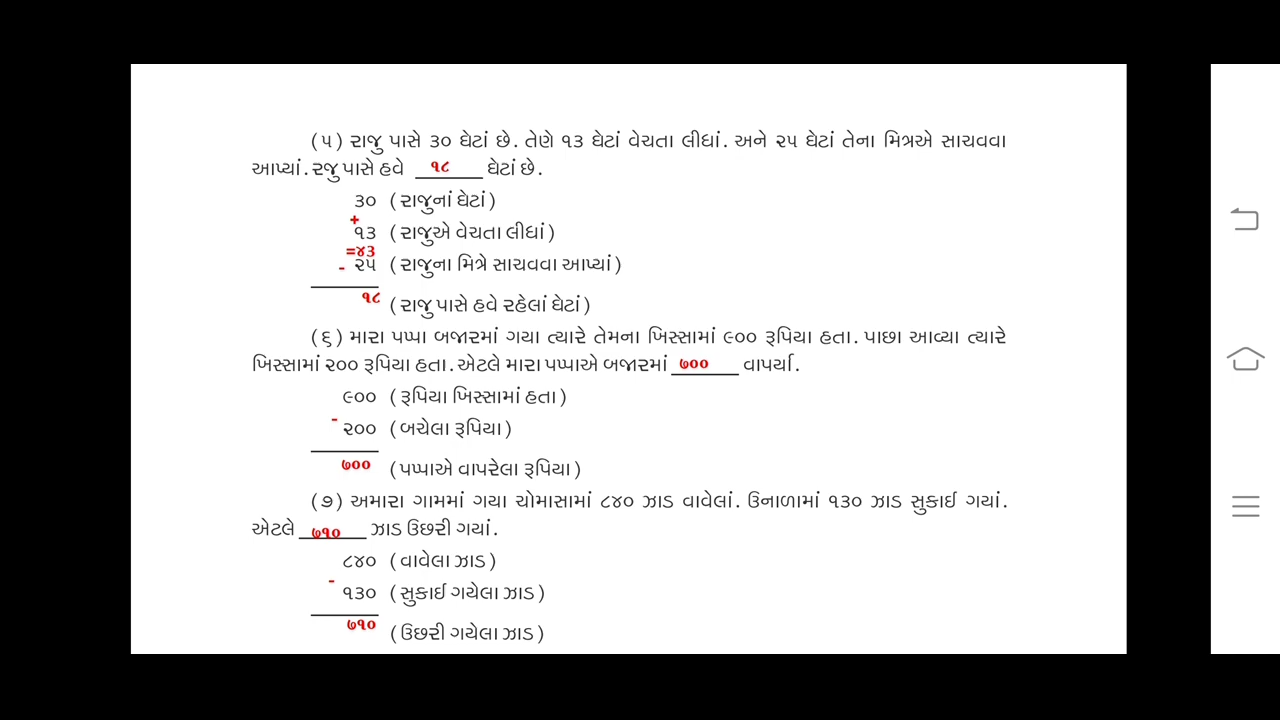 (૫) રાજુ પાસે ૩૦ ઘેટાં છે. તેણે ૧૩ ઘેટાં વેચતા લીધાં. અને ૨૫ ઘેટાં તેના મિત્રએ સાચવવા
આપ્યાં. રજુ પાસે હવે ૧૮ ઘેટાં છે.
૩૦ (રાજુનાં ઘેટાં)
+
૧૩ (રાજુએ વેચતા લીધાં)
=૪૩
- ૨૫ (રાજુના મિત્રે સાચવવા આપ્યાં)
૧૮ (રાજુ પાસે હવે રહેલાં ઘેટાં)
(૬) મારા પપ્પા બજારમાં ગયા ત્યારે તેમના ખિસ્સામાં ૯૦૦ રૂપિયા હતા. પાછા આવ્યા ત્યારે
ખિસ્સામાં ૨૦૦ રૂપિયા હતા. એટલે મારા પપ્પાએ બજારમાં ૭૦૦ વાપર્યા.
૯૦૦ (રૂપિયા ખિસ્સામાં હતા)
- ૨૦૦ (બચેલા રૂપિયા)
૭૦૦ (પપ્પાએ વાપરેલા રૂપિયા)
(૭) અમારા ગામમાં ગયા ચોમાસામાં ૮૪૦ ઝાડ વાવેલાં. ઉનાળામાં ૧૩૦ ઝાડ સુકાઈ ગયાં.
એટલે ૭૧૦ ઝાડ ઉછરી ગયાં.
૮૪૦ (વાવેલા ઝાડ)
- ૧૩૦ (સુકાઈ ગયેલા ઝાડ)
૭૧૦ (ઉછરી ગયેલા ઝાડ)